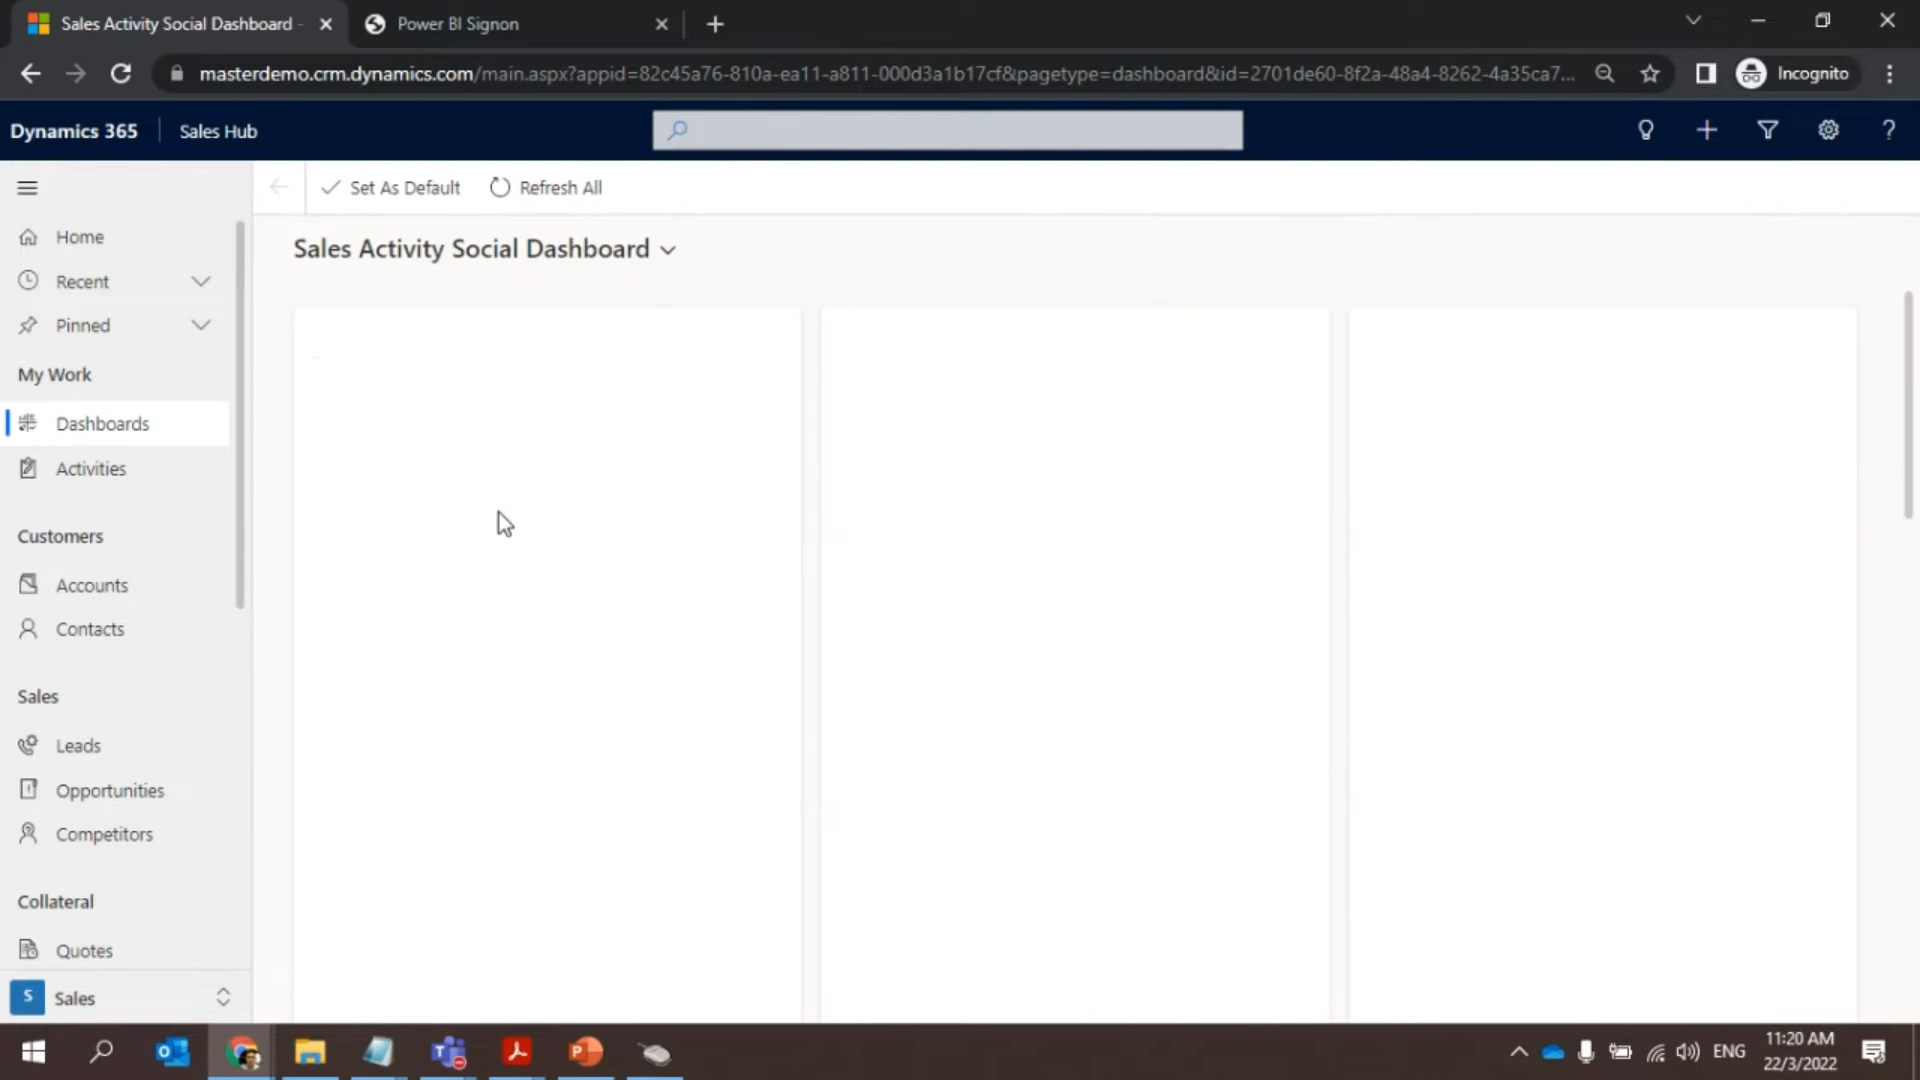 Sales Activity Social Dashboard -
Power BI Signon
masterdemo.crm.dynamics.com/main.aspx?appid=82c45a76-810a-ea11-a811-000d3a1b17cf&pagetype=dashboard&id=2701de60-8f2a-48a4-8262-4a35ca7...
Incognito
Dynamics 365
Sales Hub
Set As Default
Refresh All
Home
Recent
Pinned
My Work
Dashboards
Activities
Customers
Accounts
Contacts
Sales
Leads
Opportunities
Competitors
Collateral
Quotes
S
Sales
Sales Activity Social Dashboard
ENG
11:20 AM
22/3/2022